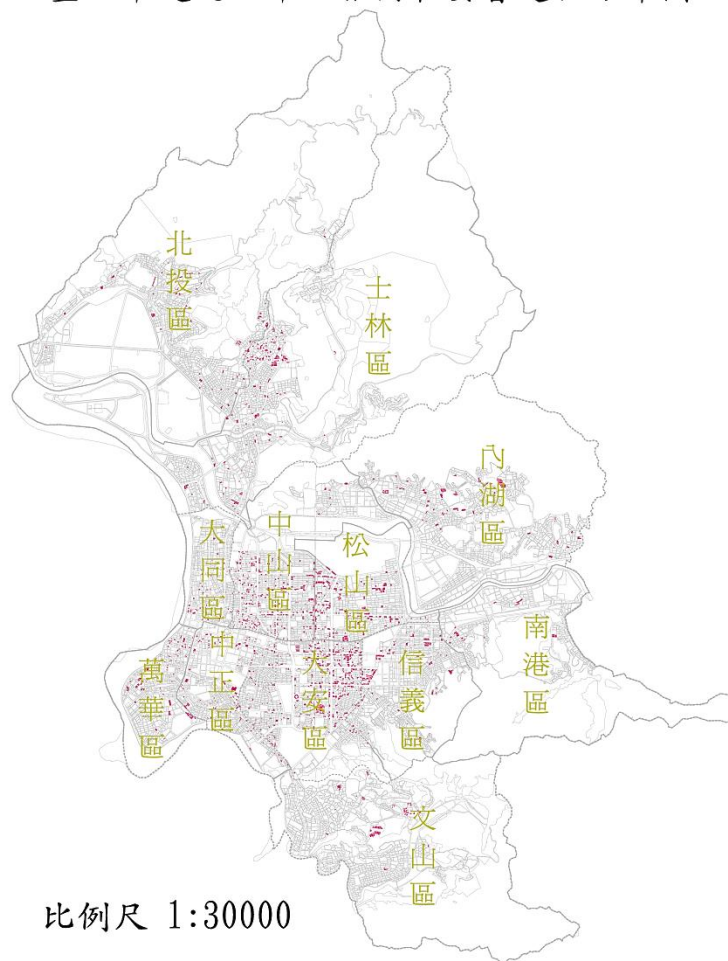 北投區
士林區
內湖區
中山區
大同區
松山區
南港區
中正區
大安區
信義區
萬華區
文山區
比例尺 1:30000